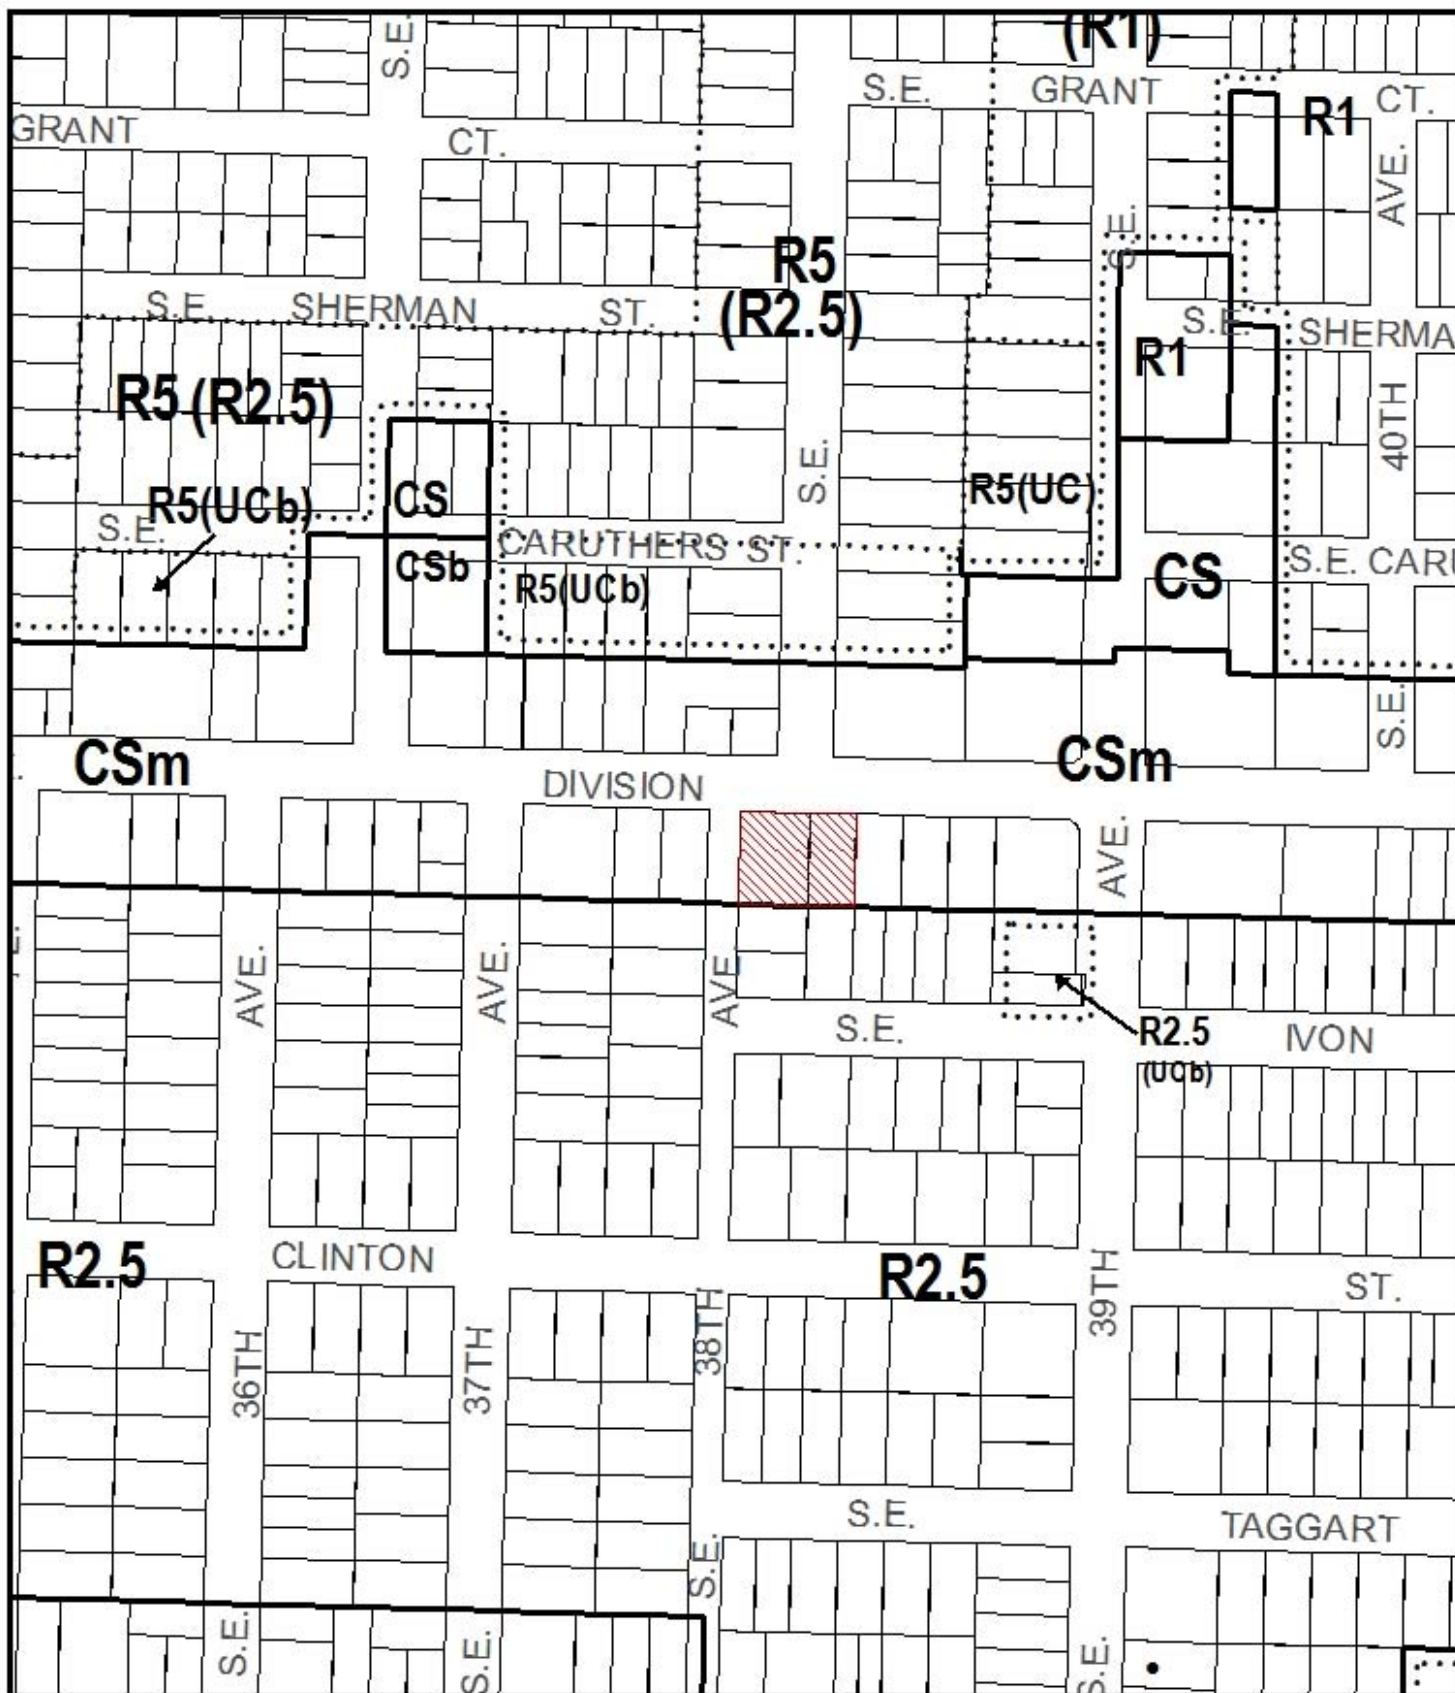 S.E.
(R1)
S.E. GRANT CT.
R1
GRANT CT.
AVE.
S.E.
R5
(R2.5)
S.E. SHERMAN ST.
S.E. SHERMA
R1
R5 (R2.5)
40TH
S.E.
R5(UCb)
CS
R5(UC)
S.E. CARUTHERS ST.
S.E. CARU
CSb
R5(UCb)
CS
S.E.
CSm
CSm
DIVISION
AVE.
AVE.
AVE.
AVE.
S.E. IVON
R2.5
(UCb)
R2.5
CLINTON
R2.5
ST.
39TH
38TH
36TH
37TH
S.E. TAGGART
S.E.
S.E.
S.E.
S.E.